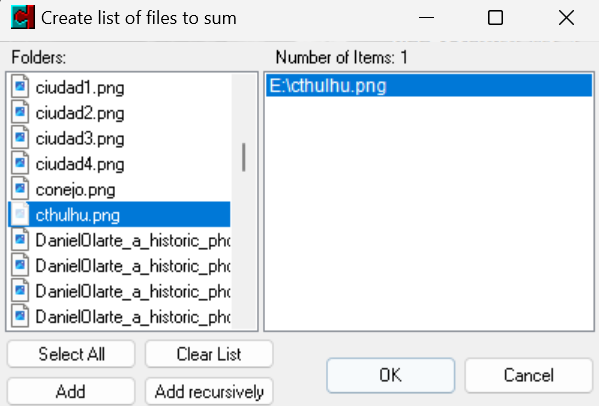 Create list of files to sum
Folders:
Number of Items: 1
ciudad1.png
ciudad2.png
ciudad3.png
ciudad4.png
conejo.png
cthulhu.png
DanielOlarte_a_historic_pho
DanielOlarte_a_historic_pho
DanielOlarte_a_historic_pho
DanielOlarte_a_historic_pho
E:\cthulhu.png
Select All
Clear List
Add
Add recursively
OK
Cancel